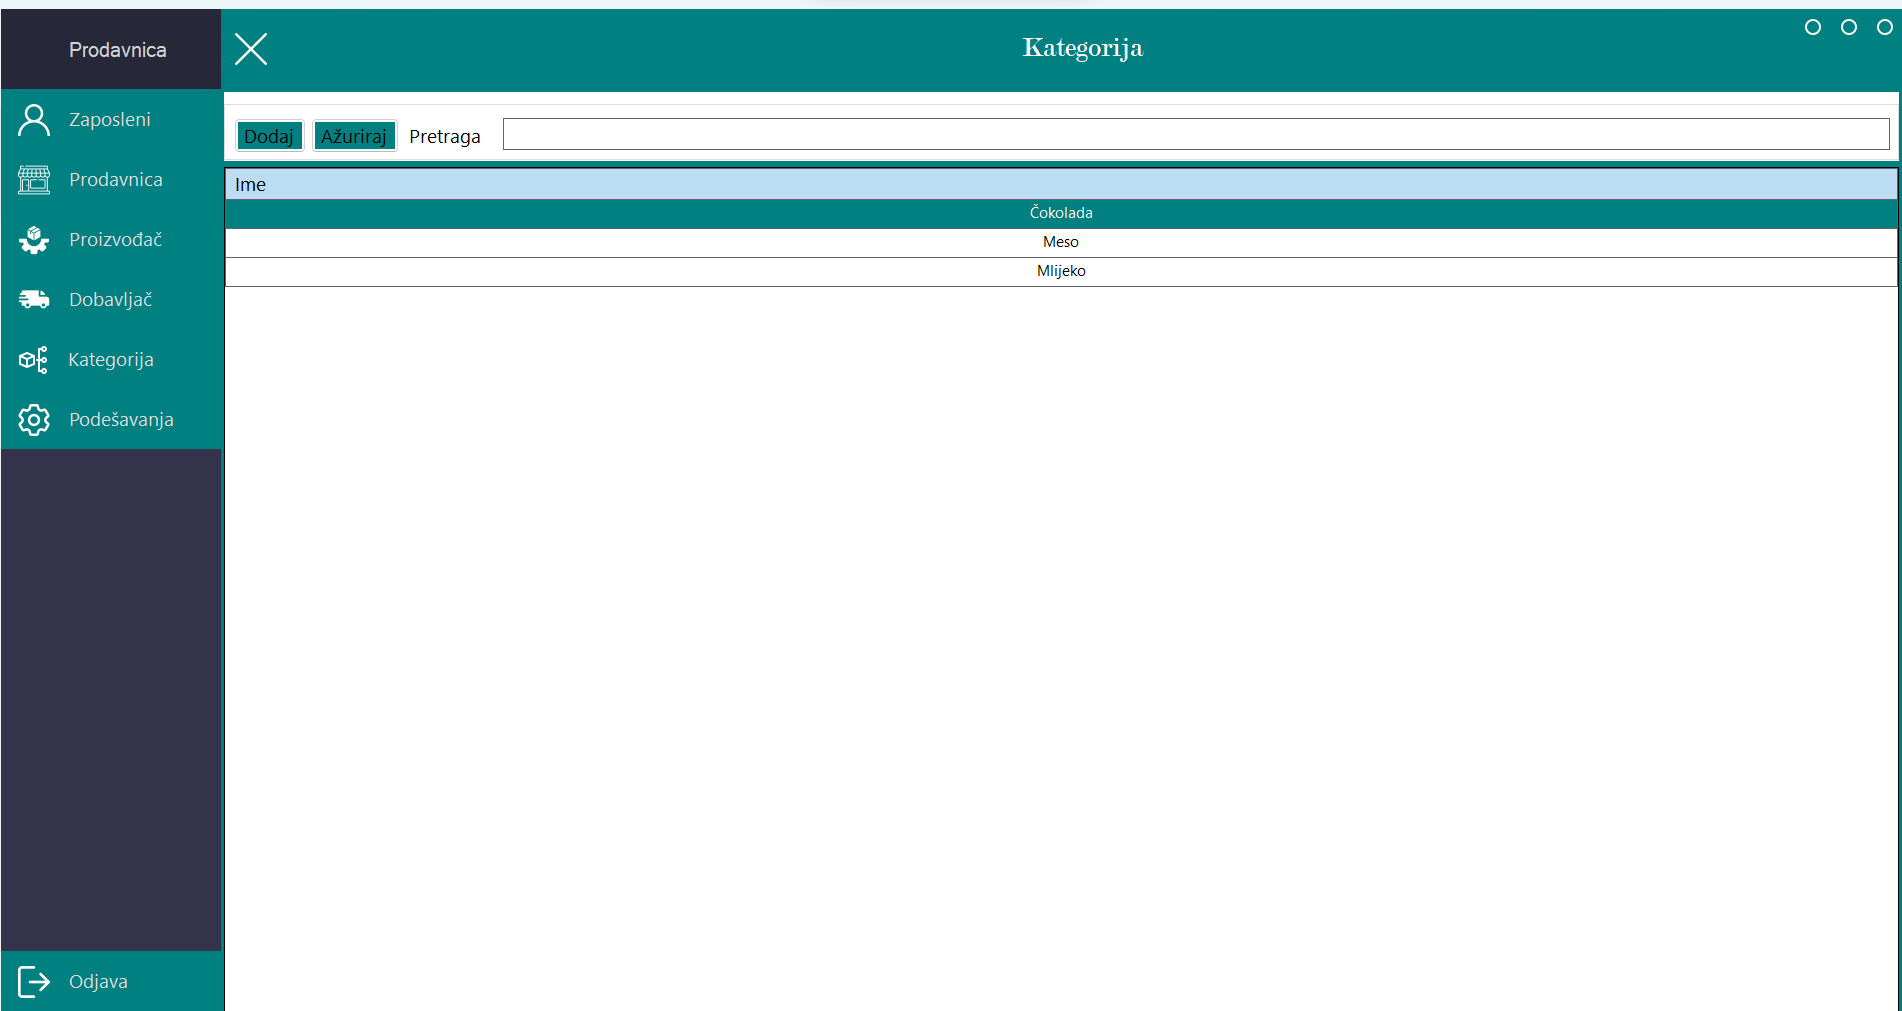 Prodavnica
Kategorija
Zaposleni
Prodavnica
Proizvođač
Dobavljač
Kategorija
Podešavanja
Odjava
Dodaj Ažuriraj Pretraga
Ime
Čokolada
Meso
Mlijeko